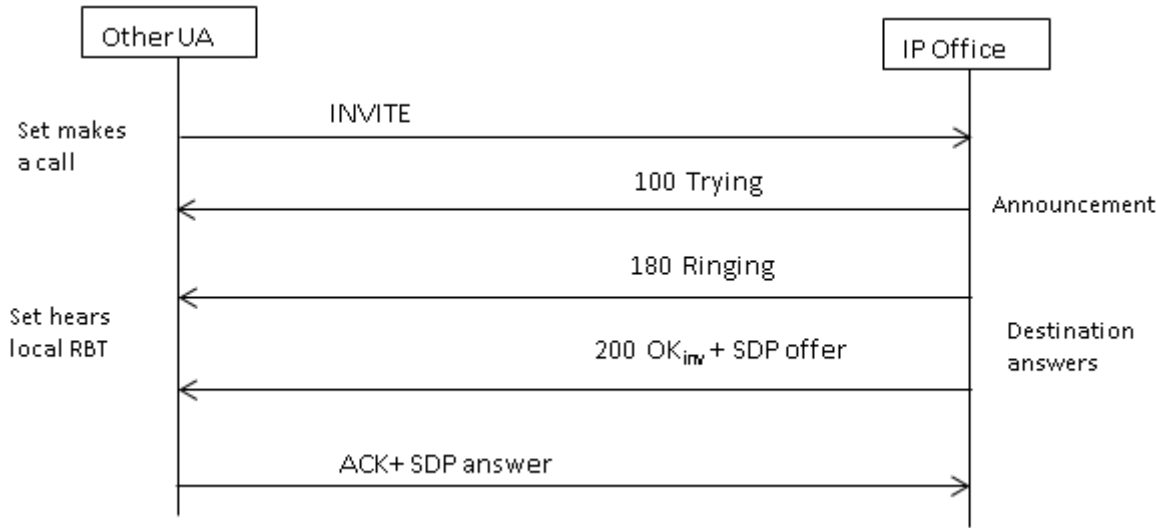 Other UA
IP Office
INVITE
Set makes
a call
100 Trying
Announcement
180 Ringing
Set hears
local RBT
200 OKinv + SDP offer
Destination
answers
ACK+ SDP answer